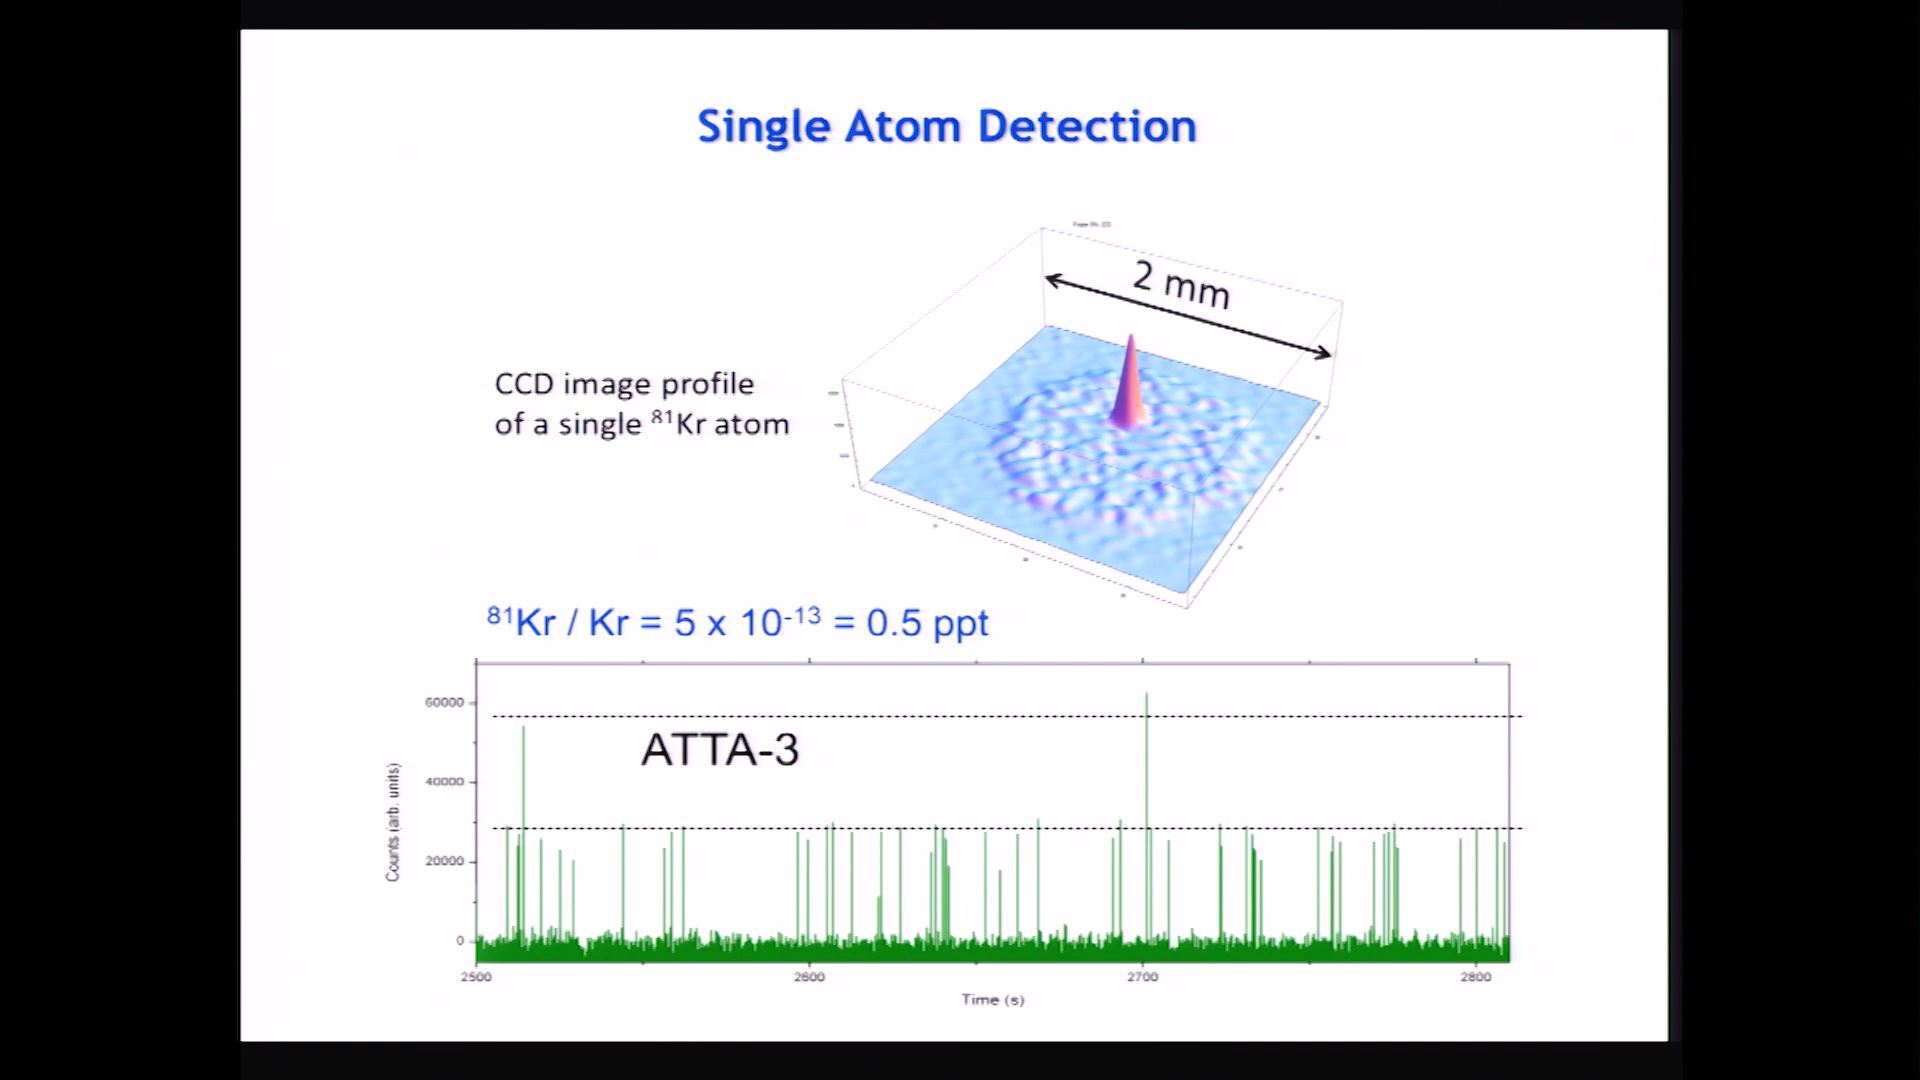 Single Atom Detection
2 mm
CCD image profile
of a single ⁸¹Kr atom
⁸¹Kr / Kr = 5 x 10⁻¹³ = 0.5 ppt
ATTA-3
Counts (arb. units)
60000
40000
20000
0
2500 2600 2700 2800
Time (s)